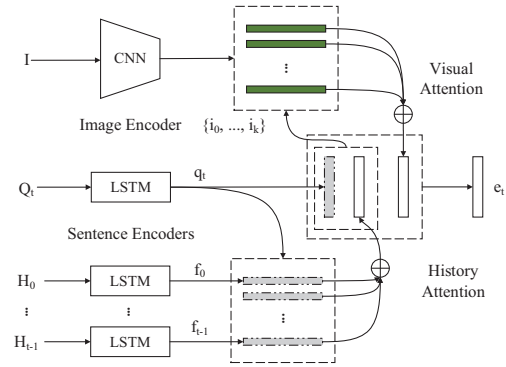 I
CNN
...
Visual
Attention
Image Encoder
{i₀, ..., iₖ}
Qₜ
LSTM
qₜ
eₜ
Sentence Encoders
H₀
LSTM
f₀
History
Attention
...
...
...
Hₜ₋₁
LSTM
fₜ₋₁